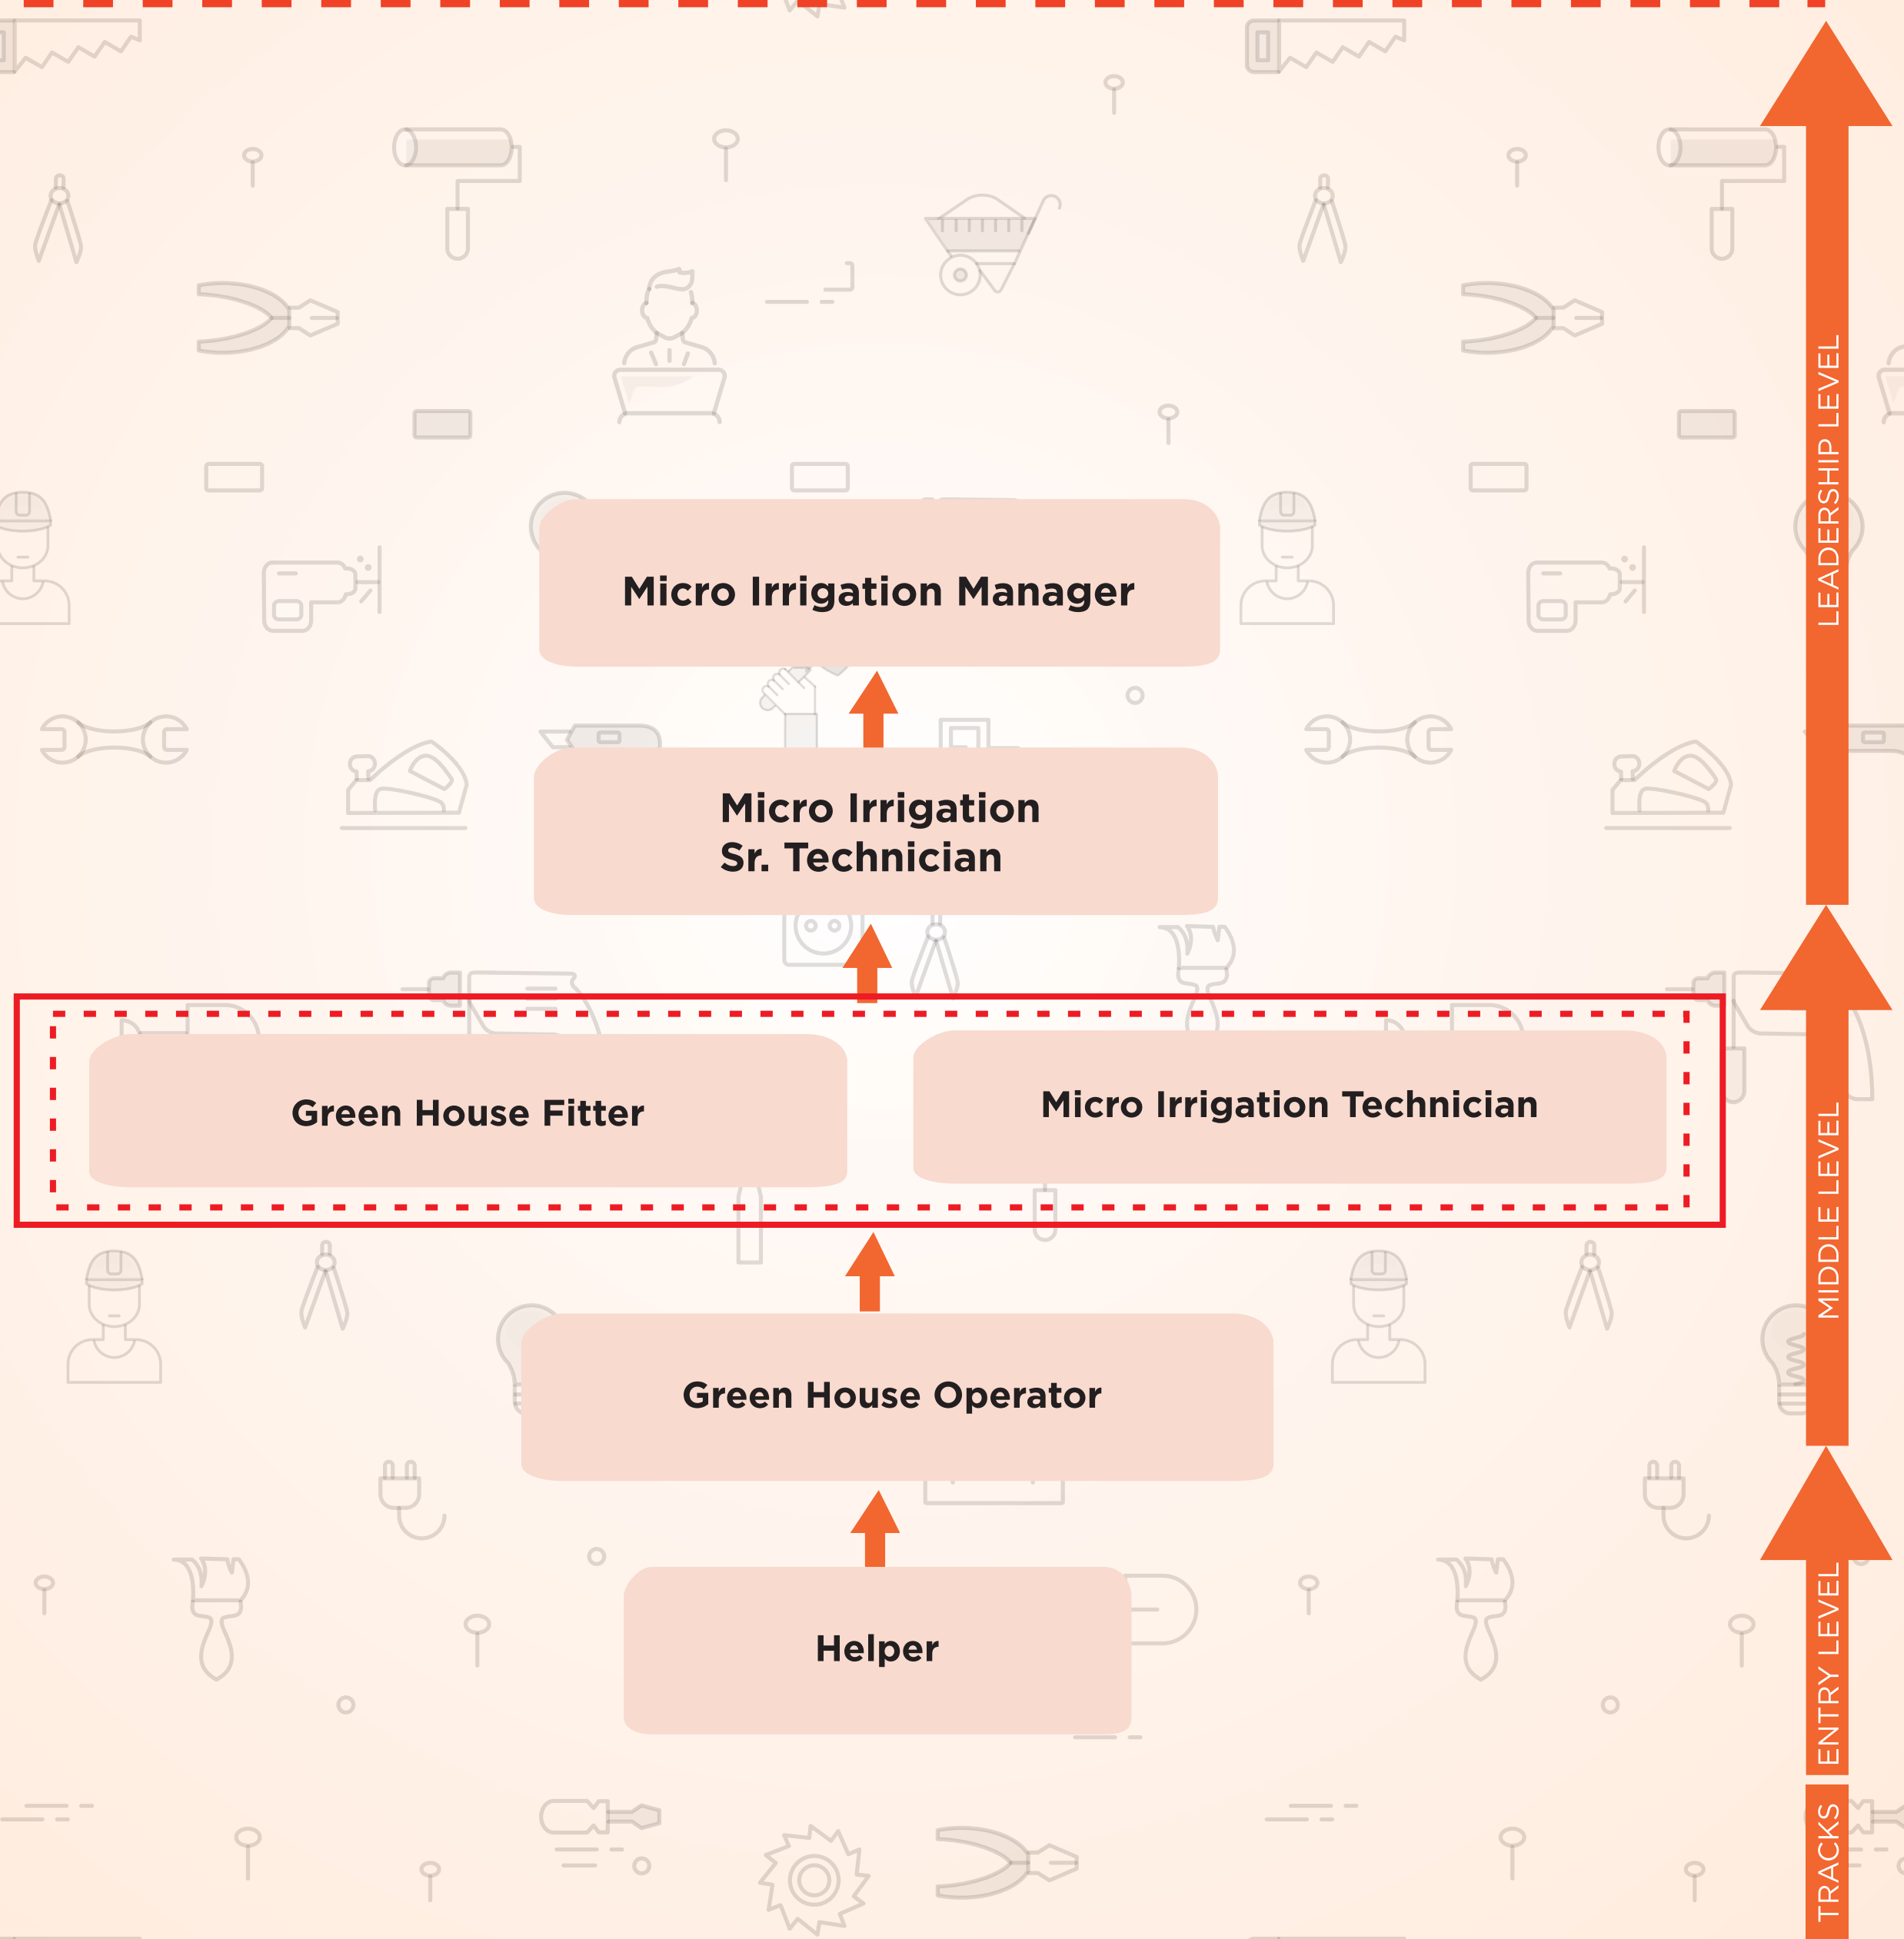 LEADERSHIP LEVEL
Micro Irrigation Manager
Micro Irrigation
Sr. Technician
Green House Fitter
Micro Irrigation Technician
MIDDLE LEVEL
Green House Operator
Helper
ENTRY LEVEL
TRACKS